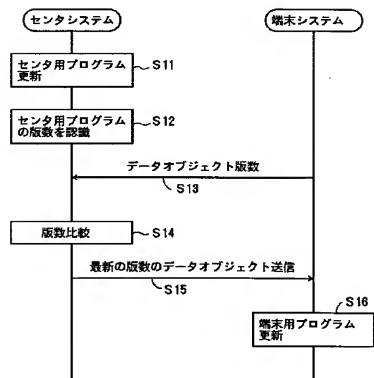 センタシステム
端末システム
センタ用プログラム
更新
S11
センタ用プログラム
の版数を認識
S12
データオブジェクト版数
S13
版数比較
S14
最新の版数のデータオブジェクト送信
S15
S16
端末用プログラム
更新